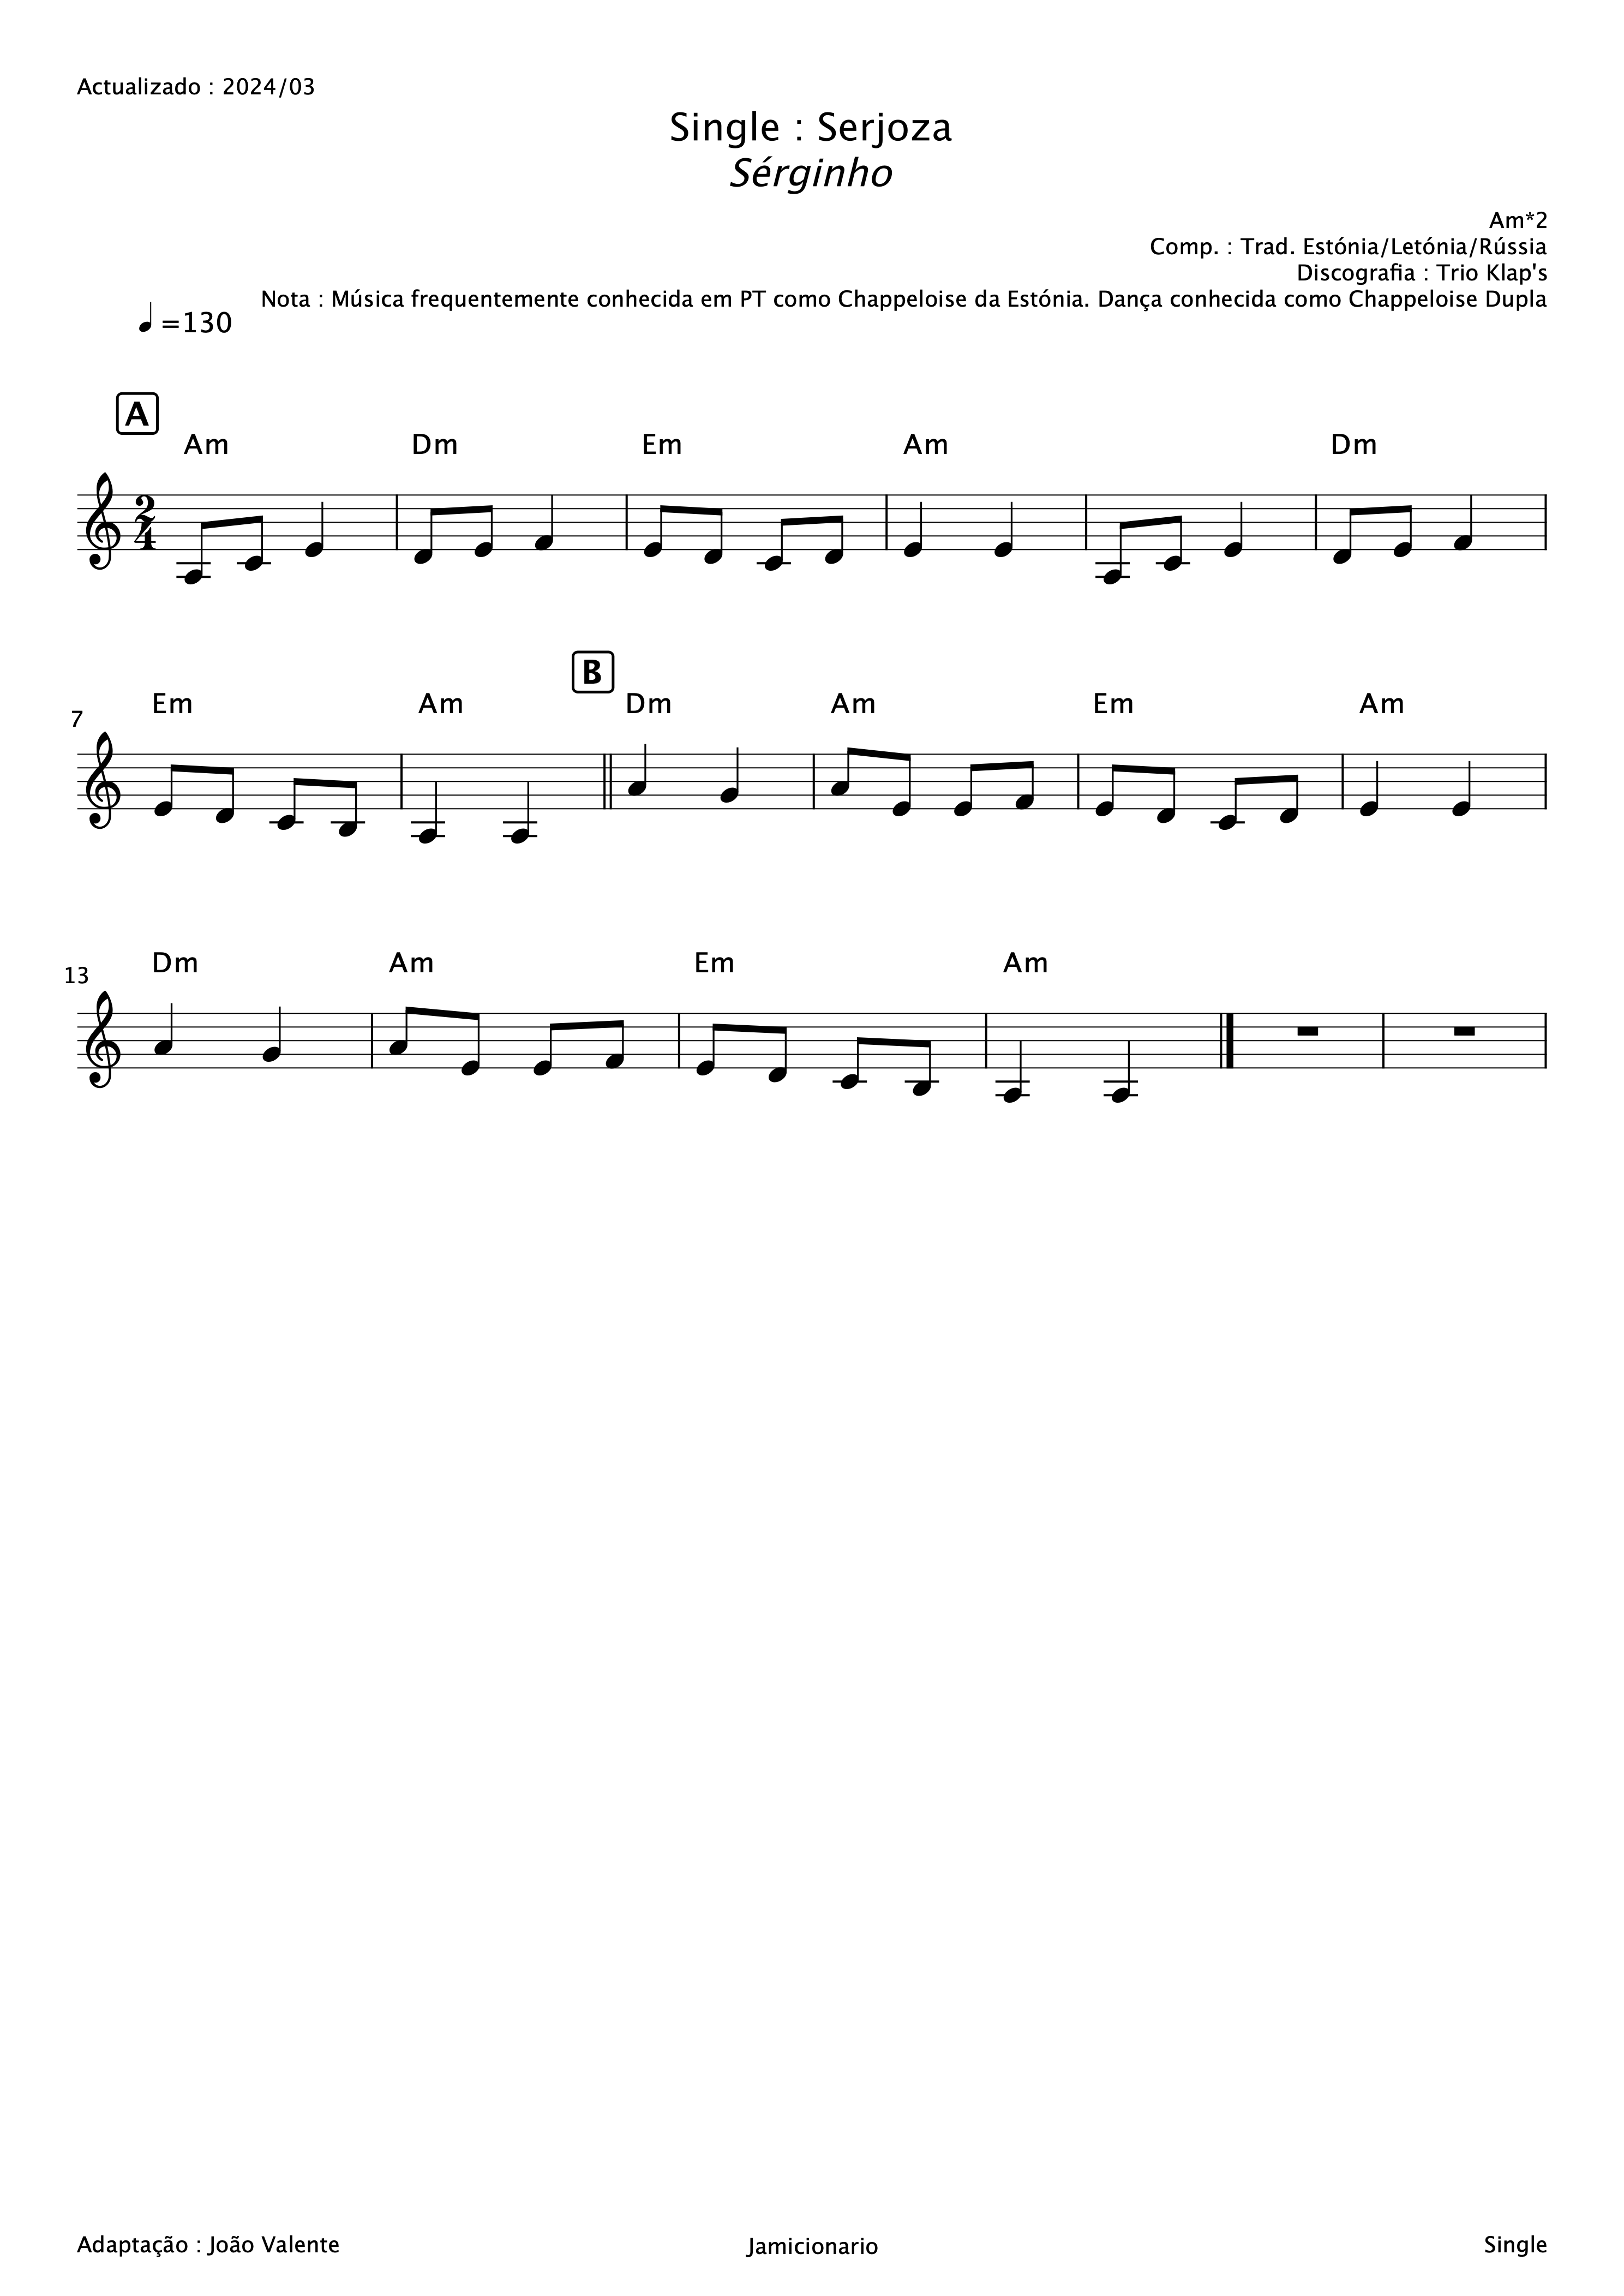 Actualizado : 2024/03
Single : Serjoza
Sérginho
Am*2
Comp. : Trad. Estónia/Letónia/Rússia
Discografia : Trio Klap's
Nota : Música frequentemente conhecida em PT como Chappeloise da Estónia. Dança conhecida como Chappeloise Dupla
=130
A
Am Dm Em Am Dm
2
4
B
Em Am Dm Am Em Am
7
Dm Am Em Am
13
Adaptação : João Valente Jamicionario Single